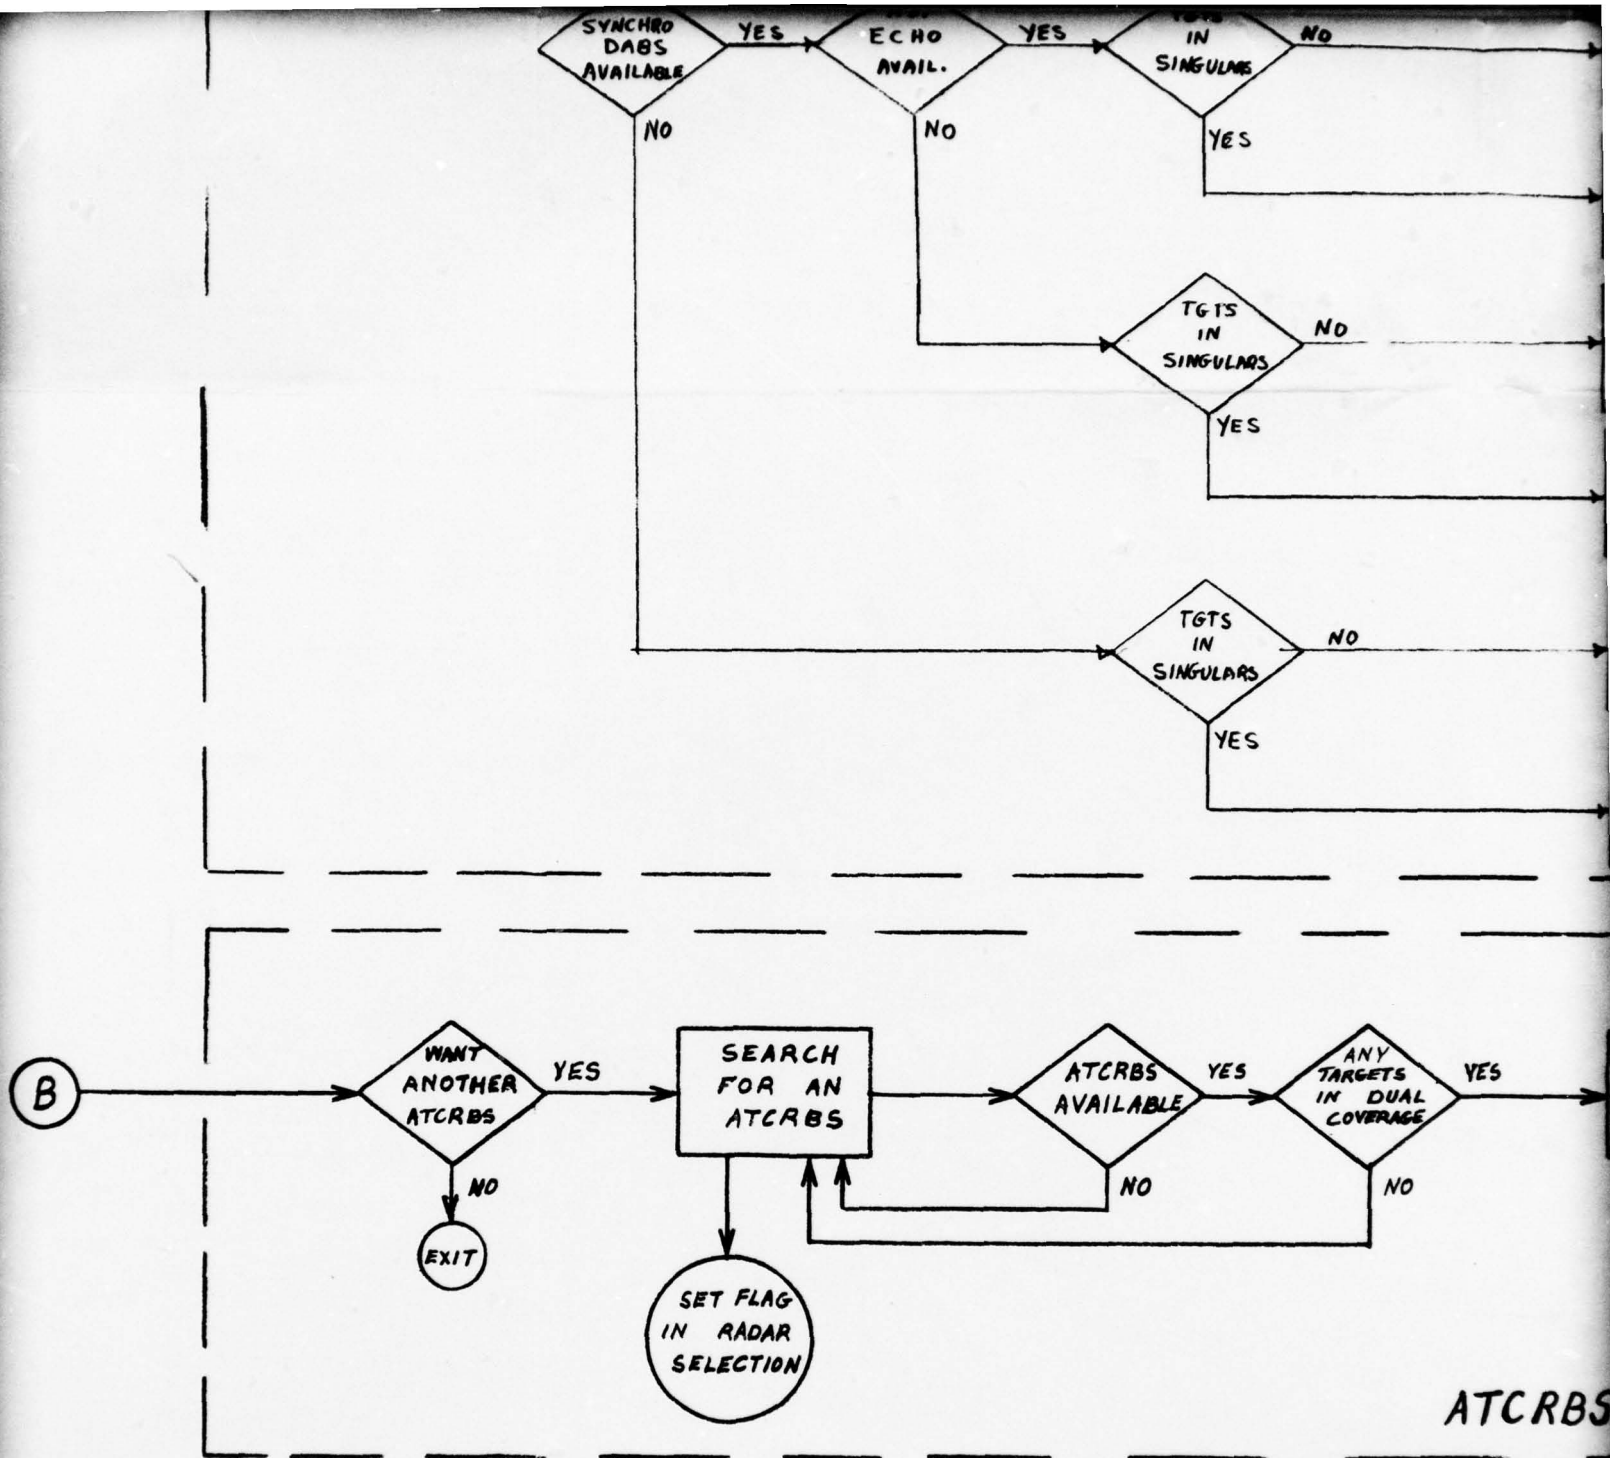 SYNCHRO
DABS
AVAILABLE
YES
NO
ECHO
AVAIL.
YES
NO
IN
SINGULARS
NO
YES
TGTS
IN
SINGULARS
NO
YES
TGTS
IN
SINGULARS
NO
YES
B
WANT
ANOTHER
ATCRBS
YES
NO
EXIT
SEARCH
FOR AN
ATCRBS
SET FLAG
IN RADAR
SELECTION
ATCRBS
AVAILABLE
YES
NO
ANY
TARGETS
IN DUAL
COVERAGE
YES
NO
ATCRBS